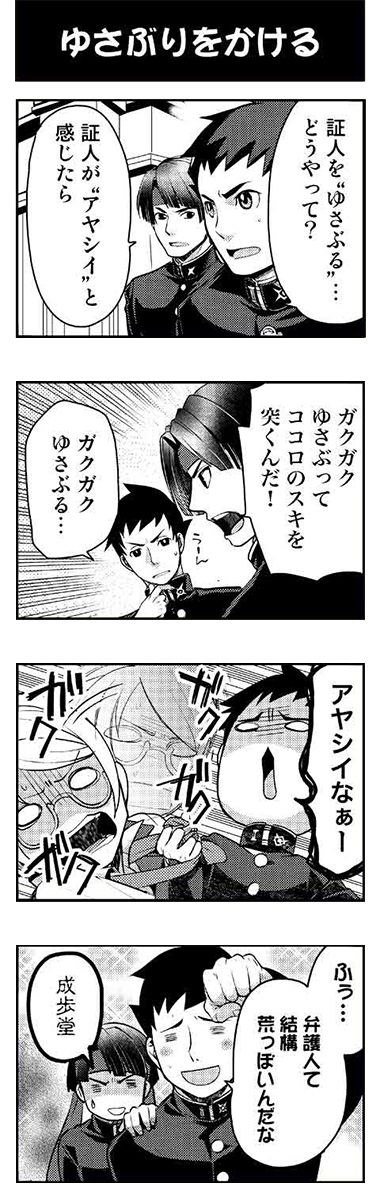 ゆさぶりをかける
証人を“ゆさぶる”…
どうやって？
証人が“アヤシイ”と
感じたら
ガクガク
ゆさぶって
ココロのスキを
突くんだ！
うーん
ガクガク
ゆさぶる…
アヤシイなぁー
ガク
ガク
ガク
ガタ
ふぅ…
弁護人て
結構
荒っぽいんだな
成歩堂